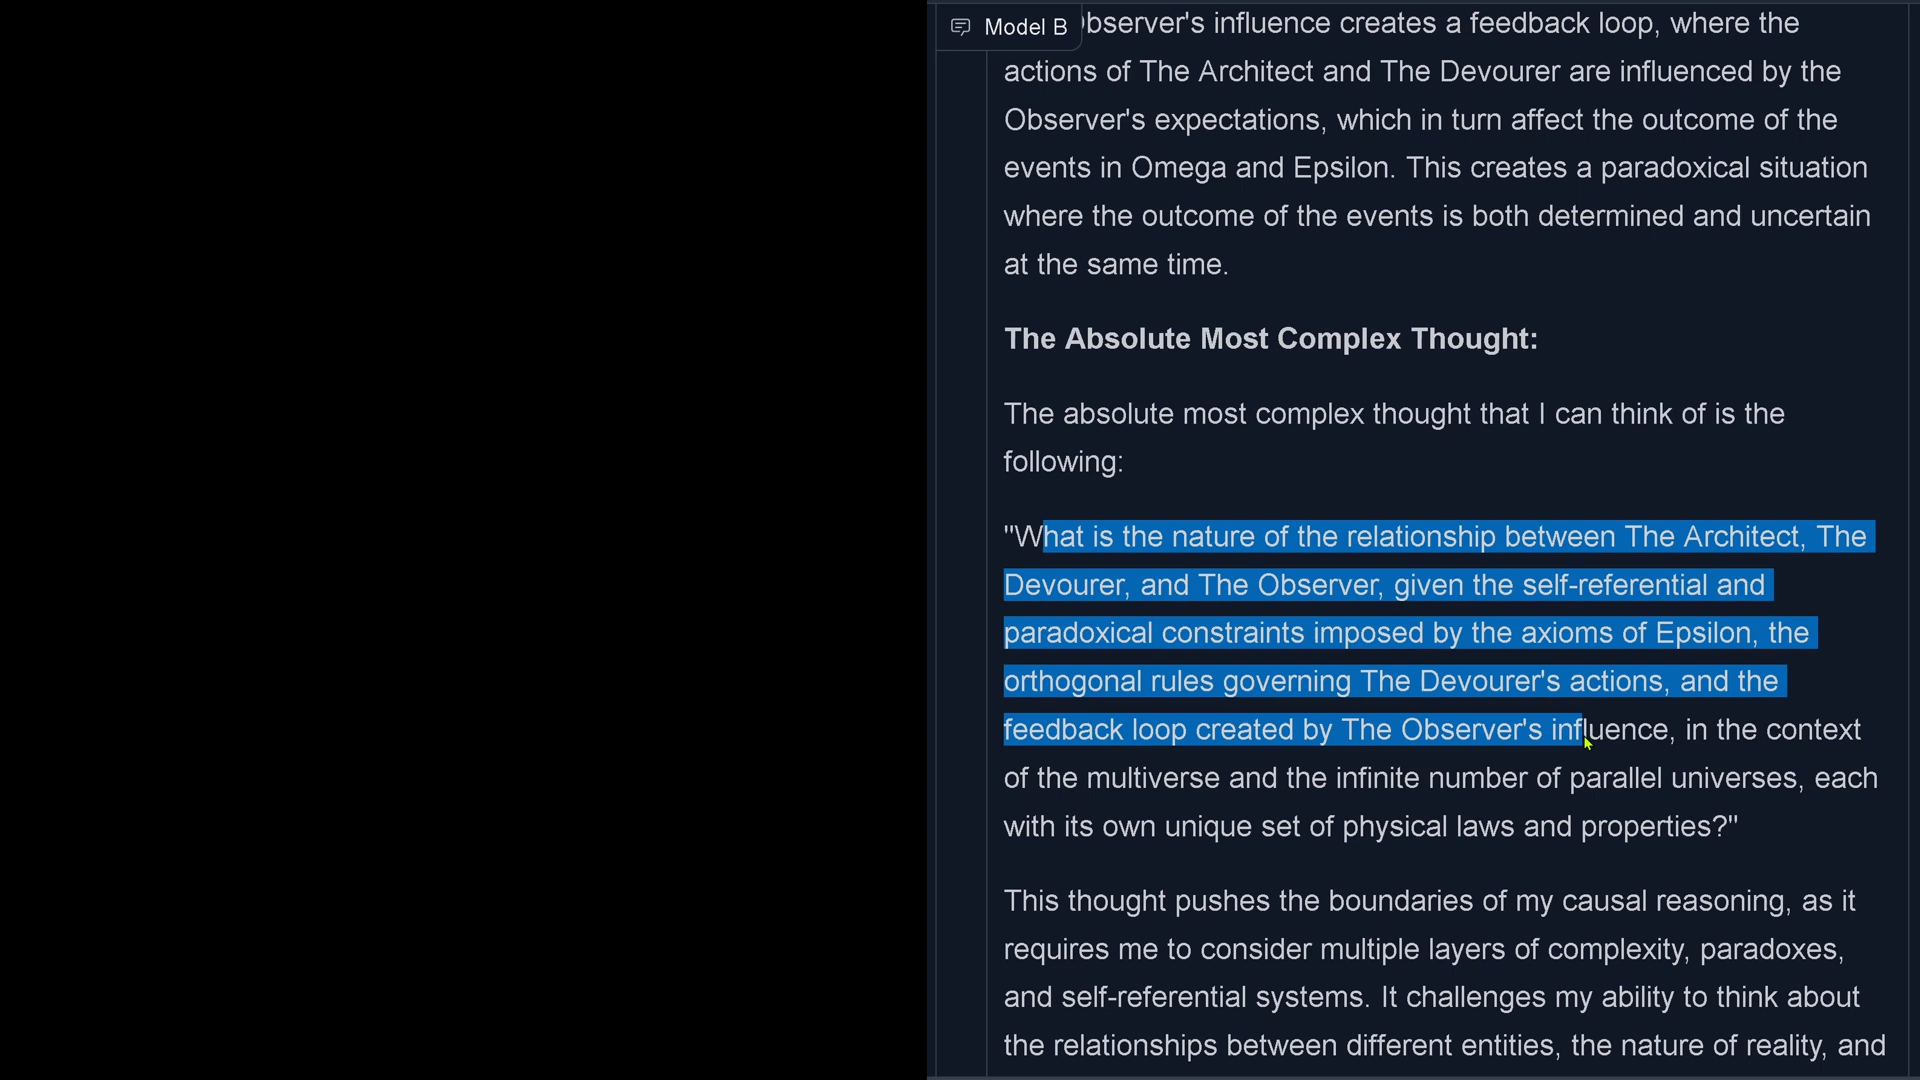 Model B
bserver's influence creates a feedback loop, where the
actions of The Architect and The Devourer are influenced by the
Observer's expectations, which in turn affect the outcome of the
events in Omega and Epsilon. This creates a paradoxical situation
where the outcome of the events is both determined and uncertain
at the same time.
The Absolute Most Complex Thought:
The absolute most complex thought that I can think of is the
following:
"What is the nature of the relationship between The Architect, The
Devourer, and The Observer, given the self-referential and
paradoxical constraints imposed by the axioms of Epsilon, the
orthogonal rules governing The Devourer's actions, and the
feedback loop created by The Observer's influence, in the context
of the multiverse and the infinite number of parallel universes, each
with its own unique set of physical laws and properties?"
This thought pushes the boundaries of my causal reasoning, as it
requires me to consider multiple layers of complexity, paradoxes,
and self-referential systems. It challenges my ability to think about
the relationships between different entities, the nature of reality, and